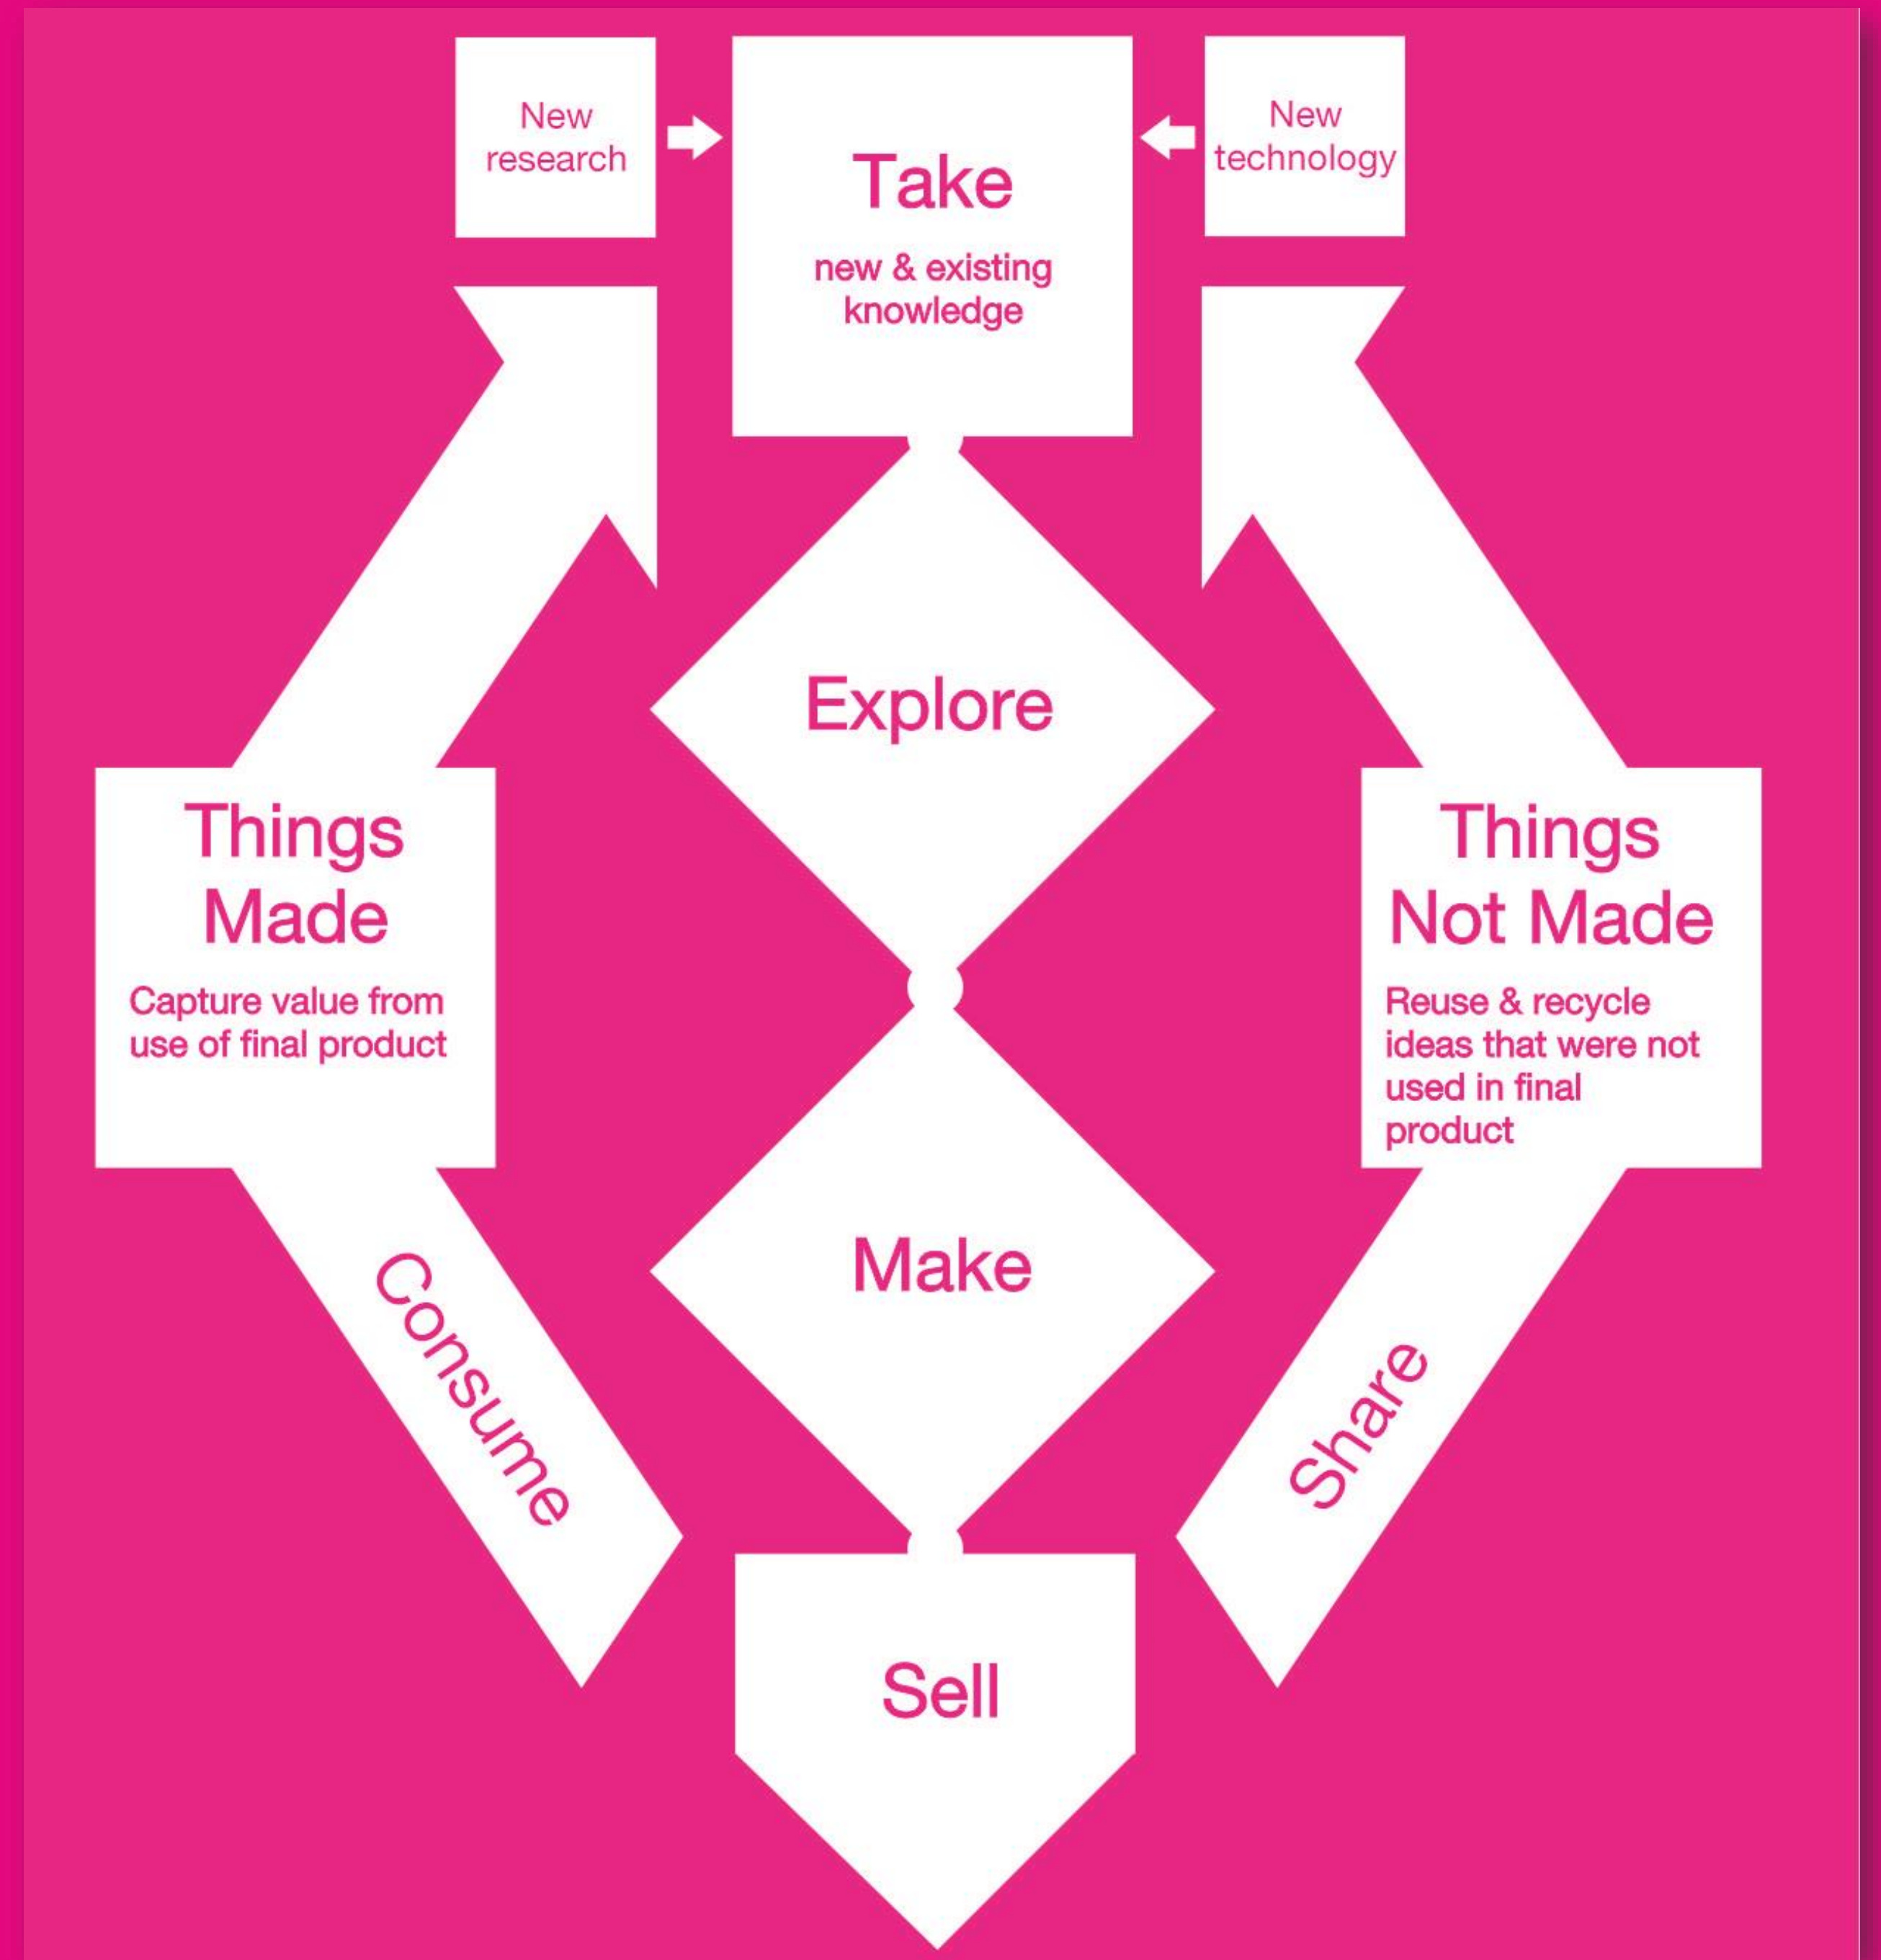 New
research
Take
new & existing
knowledge
New
technology
Explore
Things
Made
Capture value from
use of final product
Things
Not Made
Reuse & recycle
ideas that were not
used in final
product
Make
Consume
Share
Sell